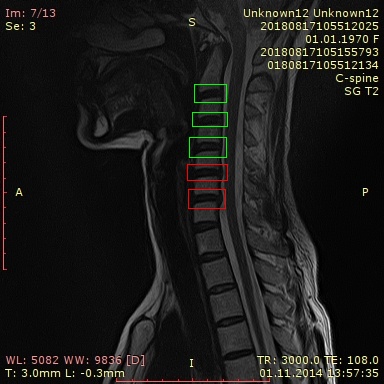 Im: 7/13
Se: 3
S
Unknown12 Unknown12
20180817105512025
01.01.1970 F
20180817105155793
0180817105512134
C-spine
SG T2
A
P
WL: 5082 WW: 9836 [D]
T: 3.0mm L: -0.3mm
I
TR: 3000.0 TE: 108.0
01.11.2014 13:57:35